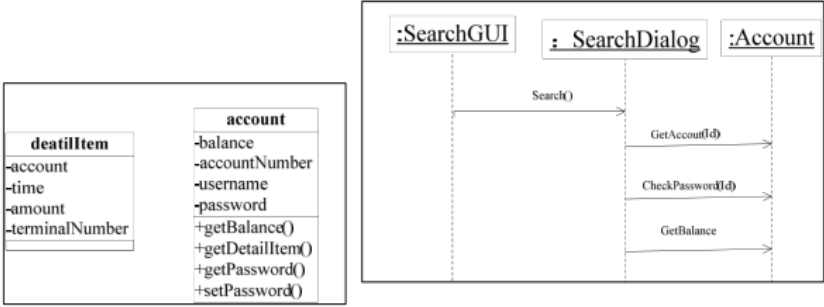 deatilItem
-account
-time
-amount
-terminalNumber
account
-balance
-accountNumber
-username
-password
+getBalance()
+getDetailItem()
+getPassword()
+setPassword()
:SearchGUI
：SearchDialog
:Account
Search()
GetAccout(Id)
CheckPassword(Id)
GetBalance